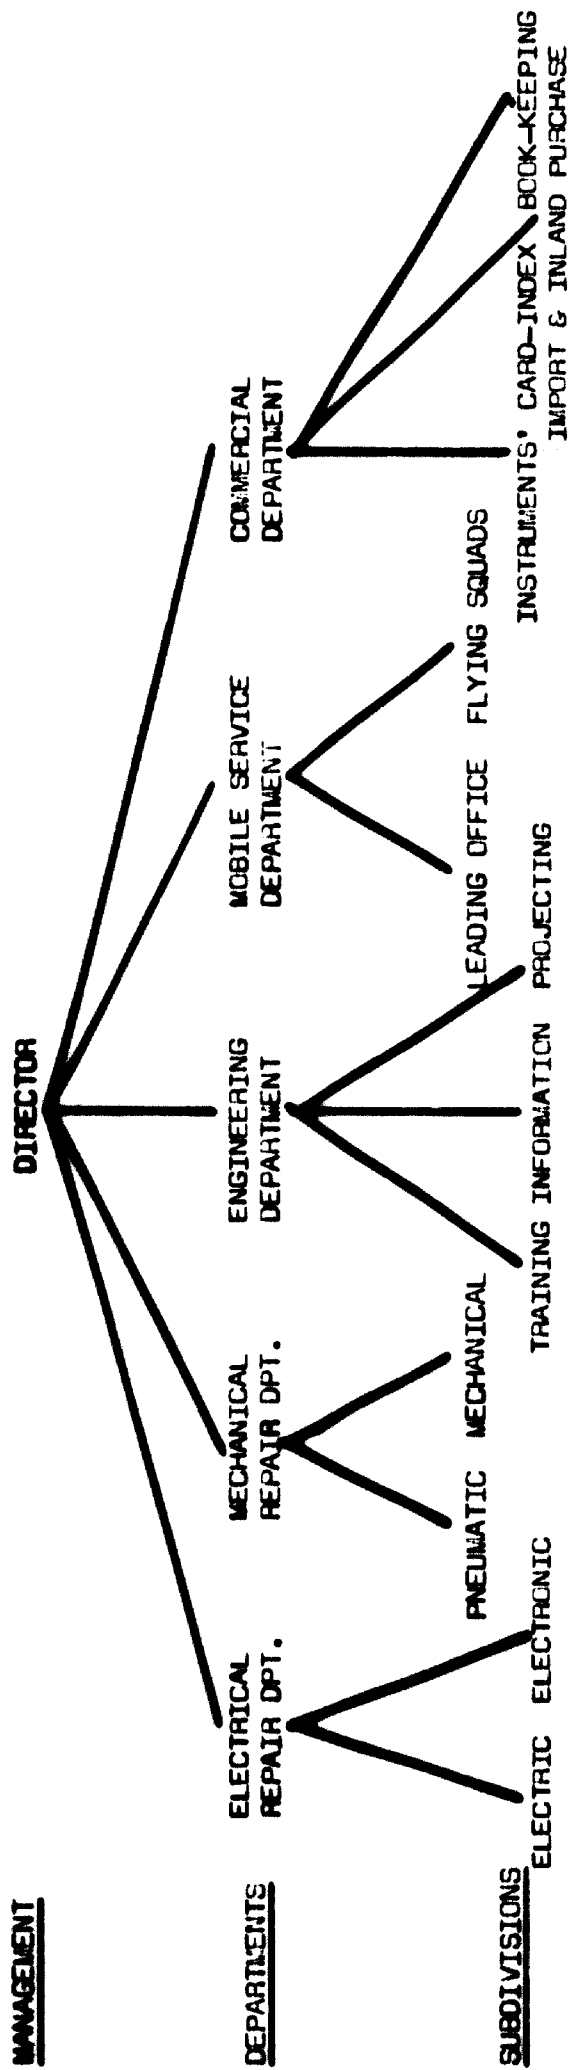 MANAGEMENT
DIRECTOR
DEPARTMENTS
ELECTRICAL
REPAIR DPT.
MECHANICAL
REPAIR DPT.
ENGINEERING
DEPARTMENT
MOBILE SERVICE
DEPARTMENT
COMMERCIAL
DEPARTMENT
SUBDIVISIONS
ELECTRIC ELECTRONIC
PNEUMATIC MECHANICAL
TRAINING INFORMATION PROJECTING
LEADING OFFICE FLYING SQUADS
INSTRUMENTS' CARD-INDEX BOOK-KEEPING
IMPORT & INLAND PURCHASE